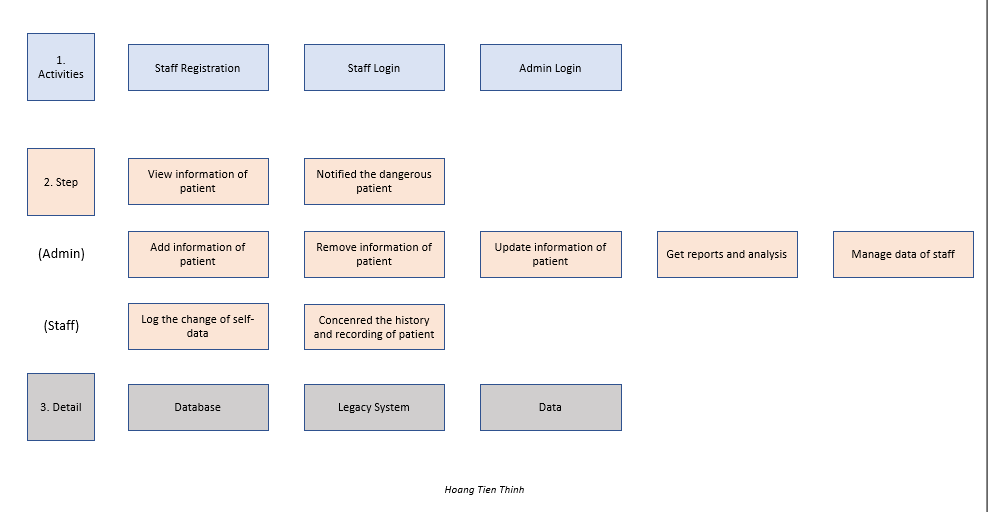 1.
Activities
Staff Registration
Staff Login
Admin Login
2. Step
View information of
patient
Notified the dangerous
patient
(Admin)
Add information of
patient
Remove information of
patient
Update information of
patient
Get reports and analysis
Manage data of staff
(Staff)
Log the change of self-
data
Concenred the history
and recording of patient
3. Detail
Database
Legacy System
Data
Hoang Tien Thinh